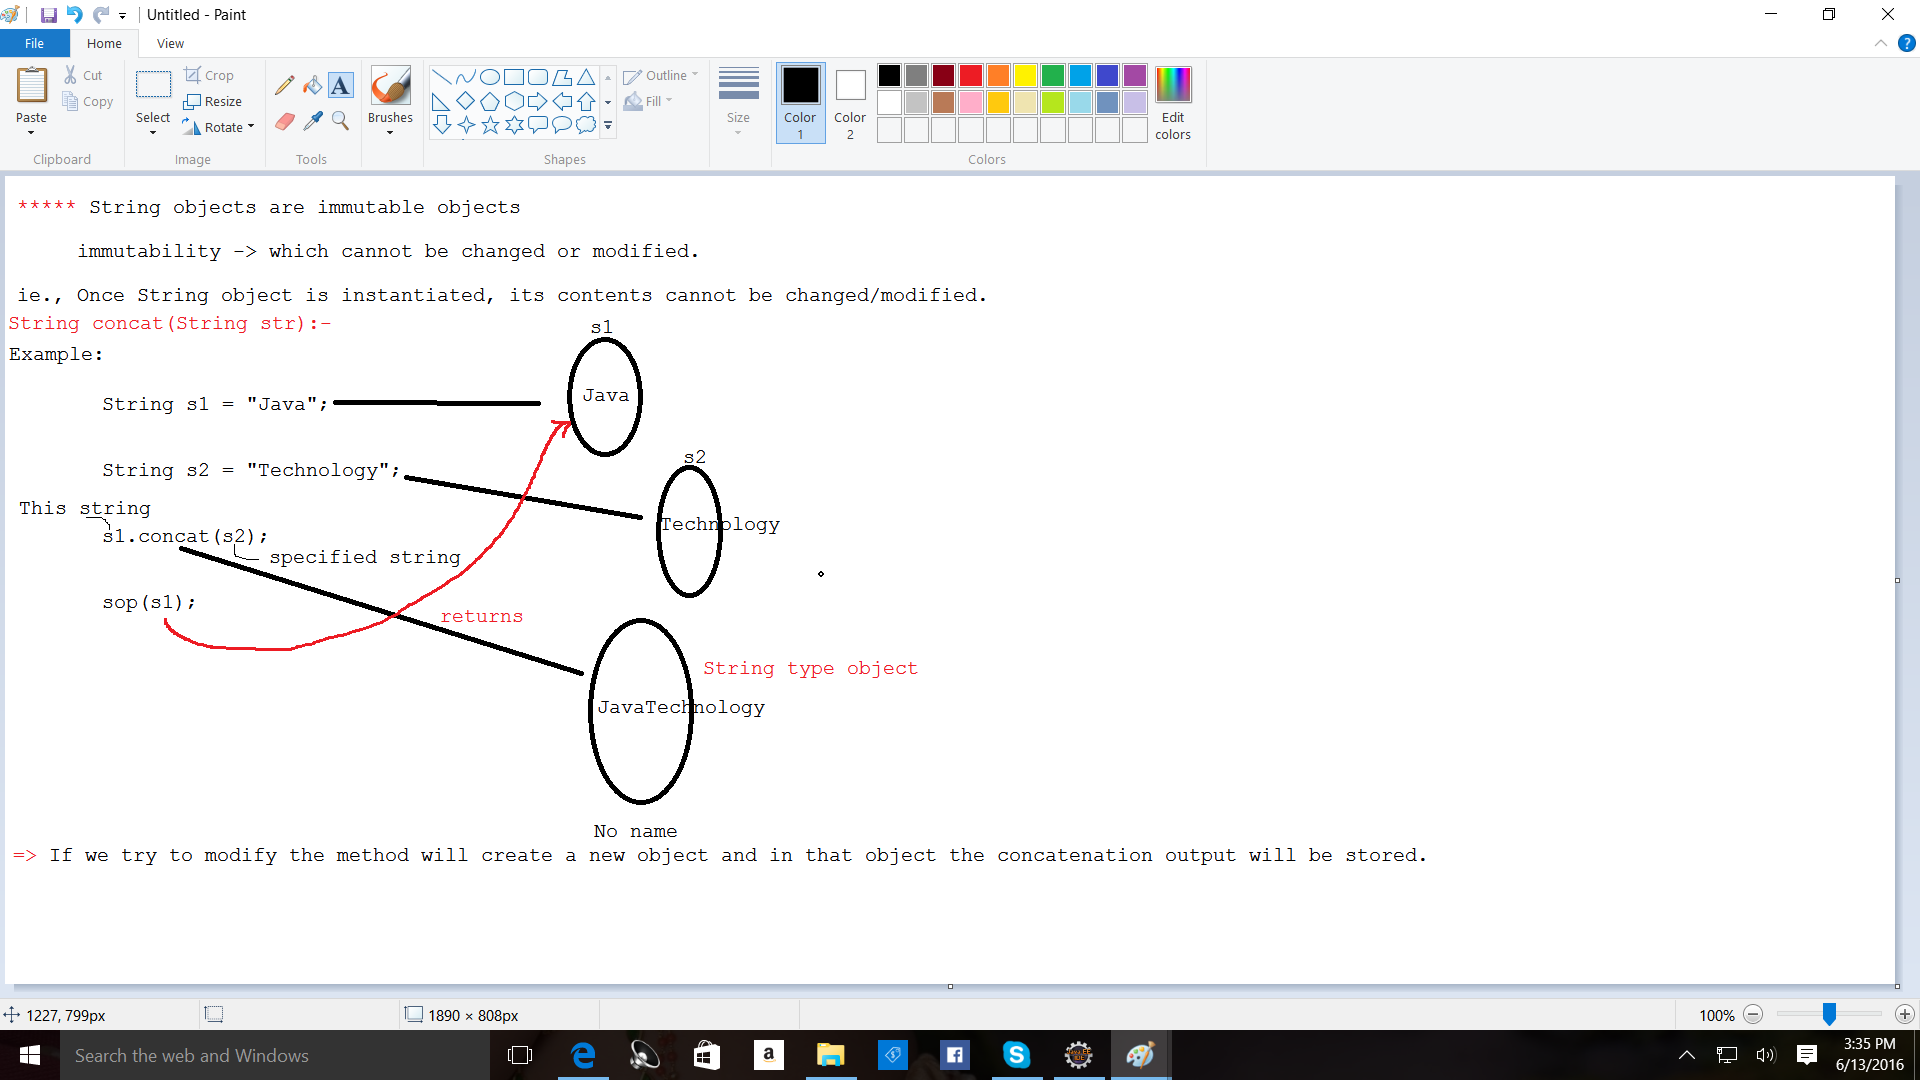 Untitled - Paint
File Home View
Paste
Cut
Copy
Clipboard
Select
Crop
Resize
Rotate
Image
A
Tools
Brushes
Outline
Fill
Shapes
Size
Color 1
Color 2
Edit colors
Colors
***** String objects are immutable objects
immutability -> which cannot be changed or modified.
ie., Once String object is instantiated, its contents cannot be changed/modified.
String concat(String str):-
s1
Example:
Java
String s1 = "Java";
s2
String s2 = "Technology";
This string
Technology
s1.concat(s2);
specified string
sop(s1);
returns
String type object
JavaTechnology
No name
=> If we try to modify the method will create a new object and in that object the concatenation output will be stored.
1227, 799px
1890 × 808px
100%
Search the web and Windows
3:35 PM
6/13/2016